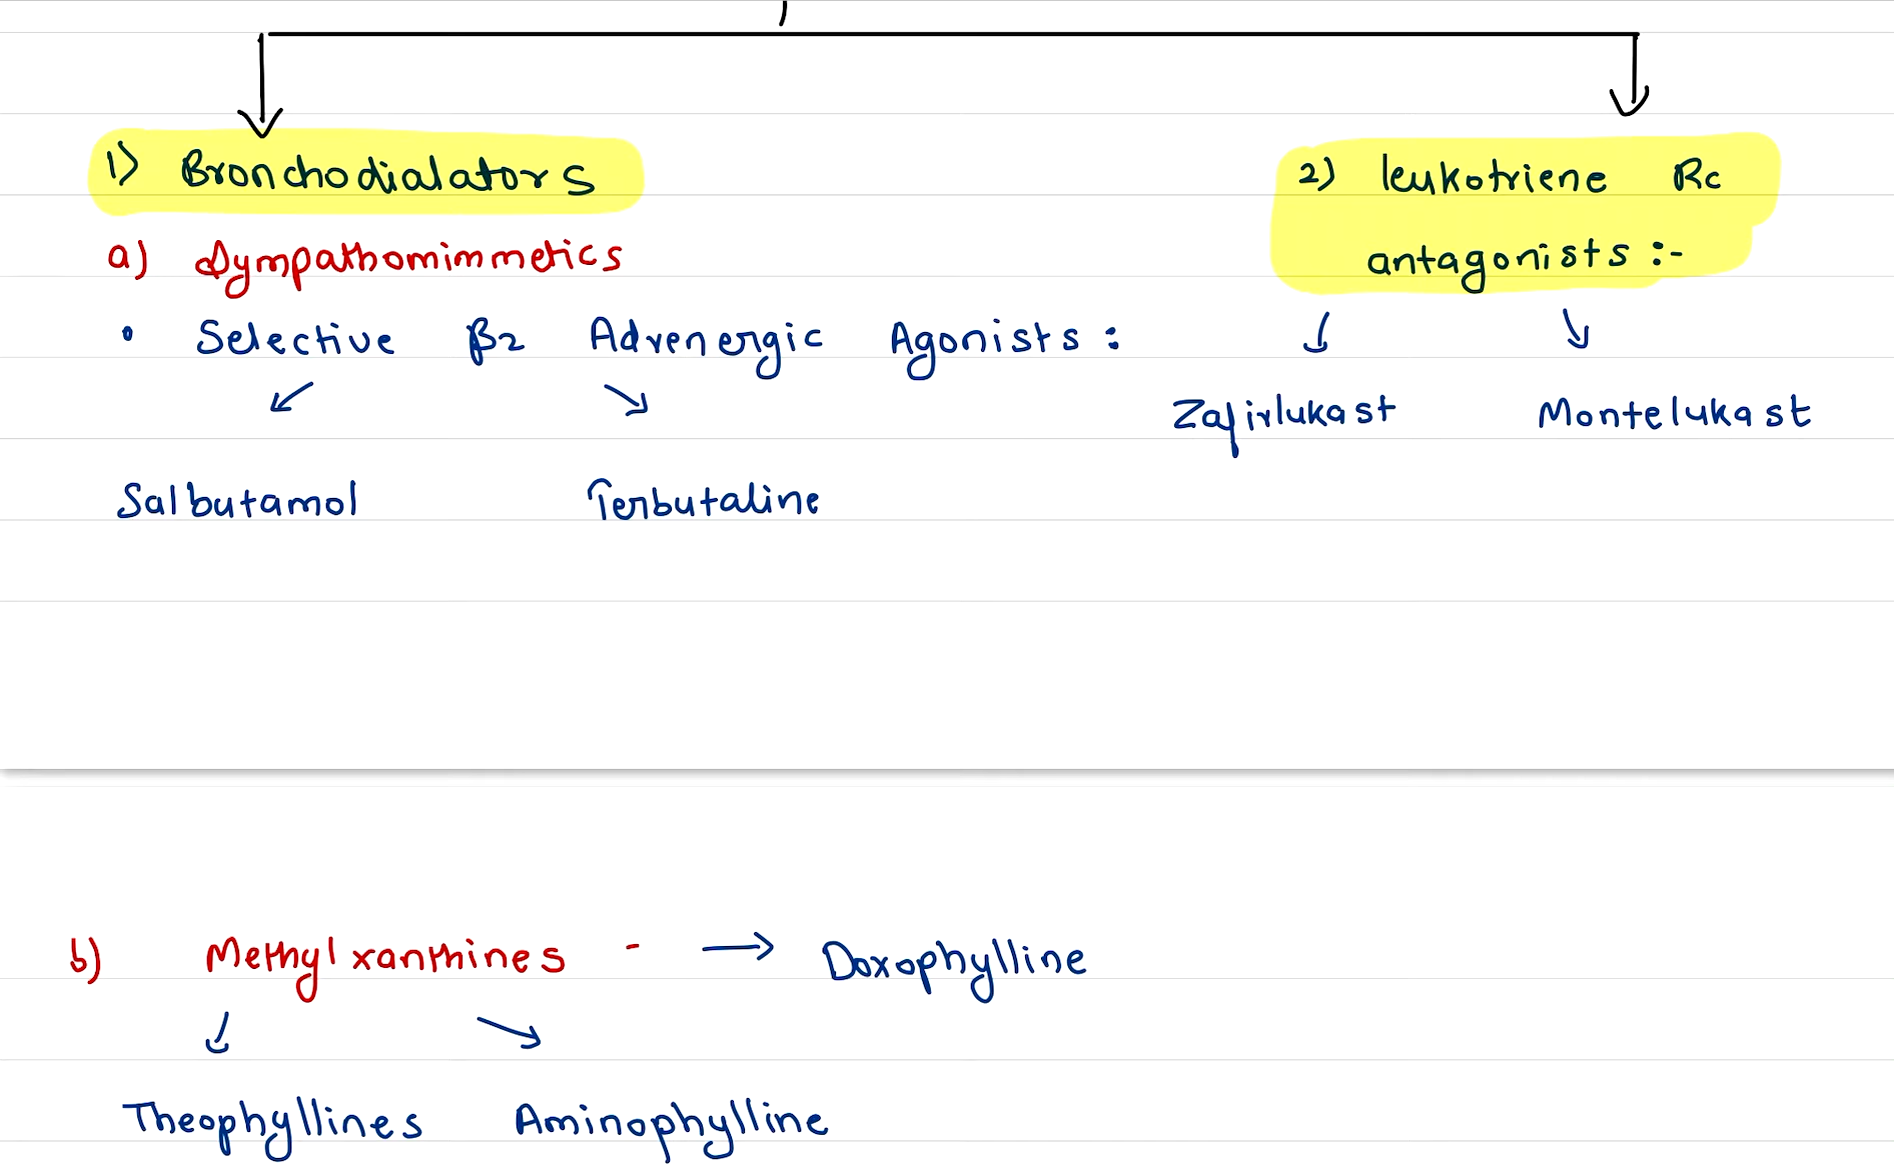 1) Bronchodialators
2) leukotriene Rc
antagonists :-
a) Sympathomimmetics
• Selective β2 Adrenergic Agonists :
Zafirlukast Montelukast
Salbutamol Terbutaline
b) Methylxanthines - → Doxophylline
Theophyllines Aminophylline